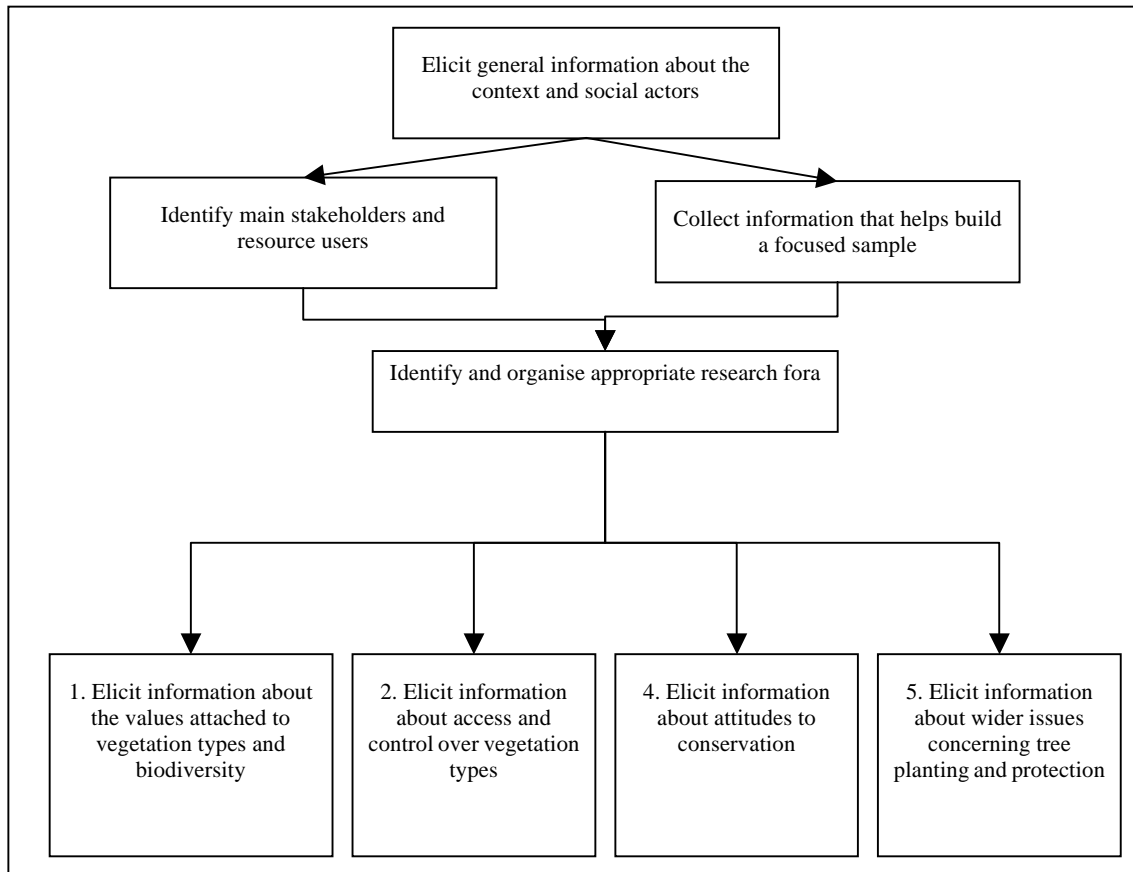 Elicit general information about the
context and social actors
Identify main stakeholders and
resource users
Collect information that helps build
a focused sample
Identify and organise appropriate research fora
1. Elicit information about
the values attached to
vegetation types and
biodiversity
2. Elicit information
about access and
control over vegetation
types
4. Elicit information
about attitudes to
conservation
5. Elicit information
about wider issues
concerning tree
planting and protection